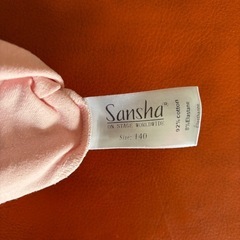 Sansha®
ON STAGE WORLDWIDE
Size: 140
92% cotton
8% Elastane